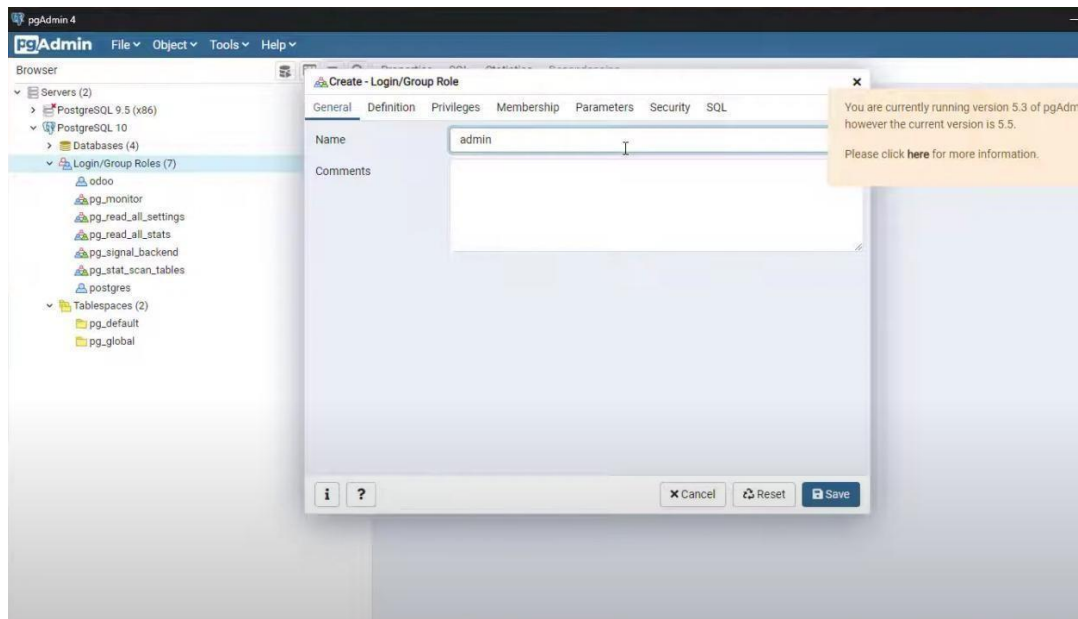 pgAdmin 4
pgAdmin File Object Tools Help
Browser
Servers (2)
PostgreSQL 9.5 (x86)
PostgreSQL 10
Databases (4)
Login/Group Roles (7)
odoo
pg_monitor
pg_read_all_settings
pg_read_all_stats
pg_signal_backend
pg_stat_scan_tables
postgres
Tablespaces (2)
pg_default
pg_global
Create - Login/Group Role
General Definition Privileges Membership Parameters Security SQL
Name
admin
Comments
i ? Cancel Reset Save
You are currently running version 5.3 of pgAdm
however the current version is 5.5.
Please click here for more information.